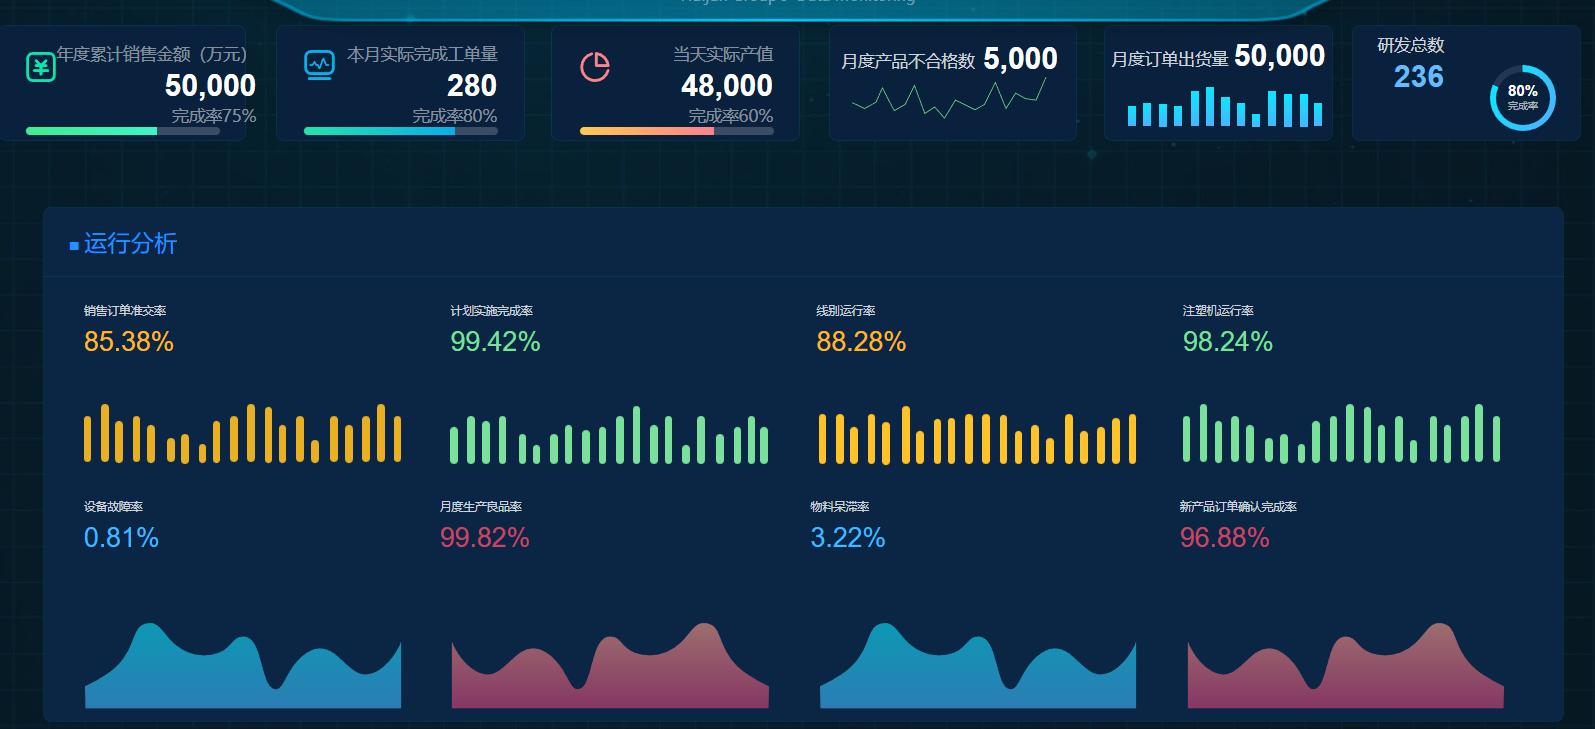 年度累计销售金额（万元）
50,000
完成率75%
本月实际完成工单量
280
完成率80%
当天实际产值
48,000
完成率60%
月度产品不合格数 5,000
月度订单出货量 50,000
研发总数
236
80%
完成率
运行分析
销售订单准交率
85.38%
计划实施完成率
99.42%
线别运行率
88.28%
注塑机运行率
98.24%
设备故障率
0.81%
月度生产良品率
99.82%
物料呆滞率
3.22%
新产品订单确认完成率
96.88%